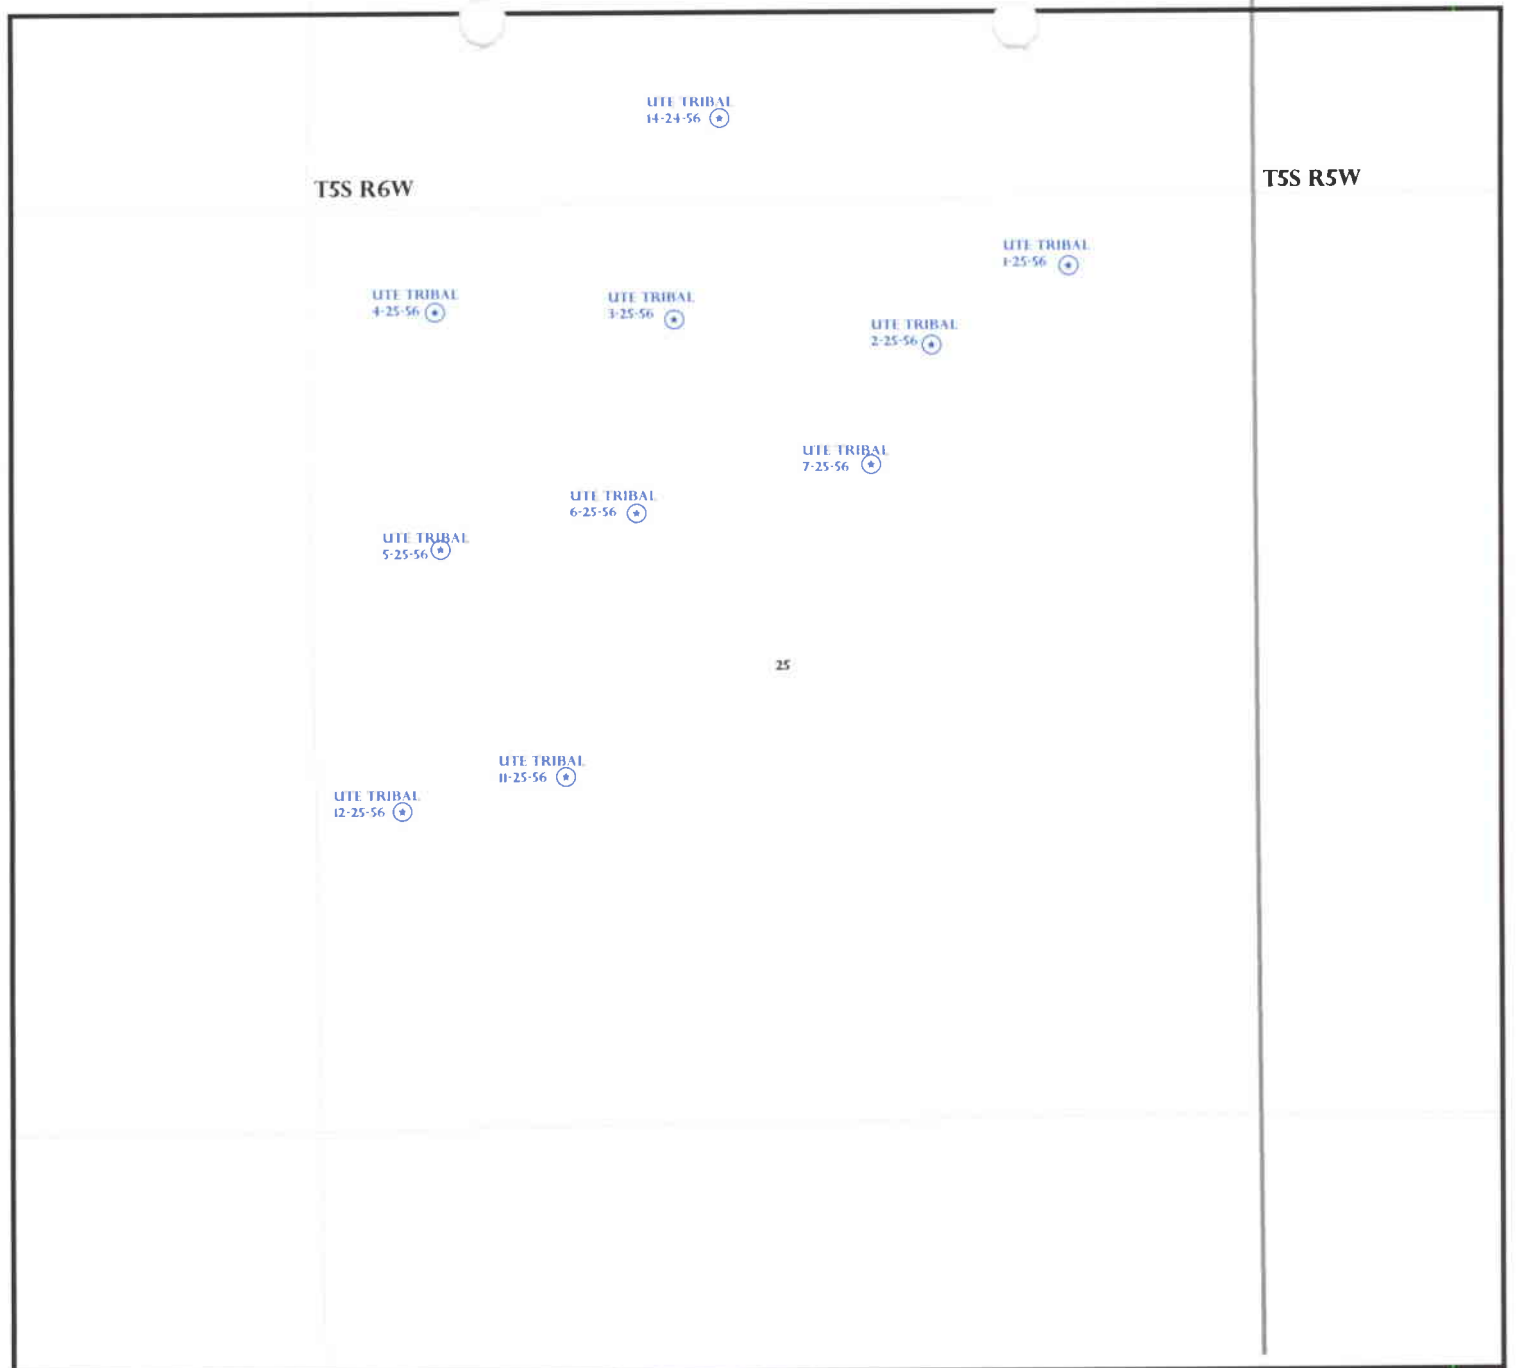 UTE TRIBAL
14-24-56
T5S R6W
T5S R5W
UTE TRIBAL
1-25-56
UTE TRIBAL
4-25-56
UTE TRIBAL
3-25-56
UTE TRIBAL
2-25-56
UTE TRIBAL
7-25-56
UTE TRIBAL
6-25-56
UTE TRIBAL
5-25-56
25
UTE TRIBAL
11-25-56
UTE TRIBAL
12-25-56